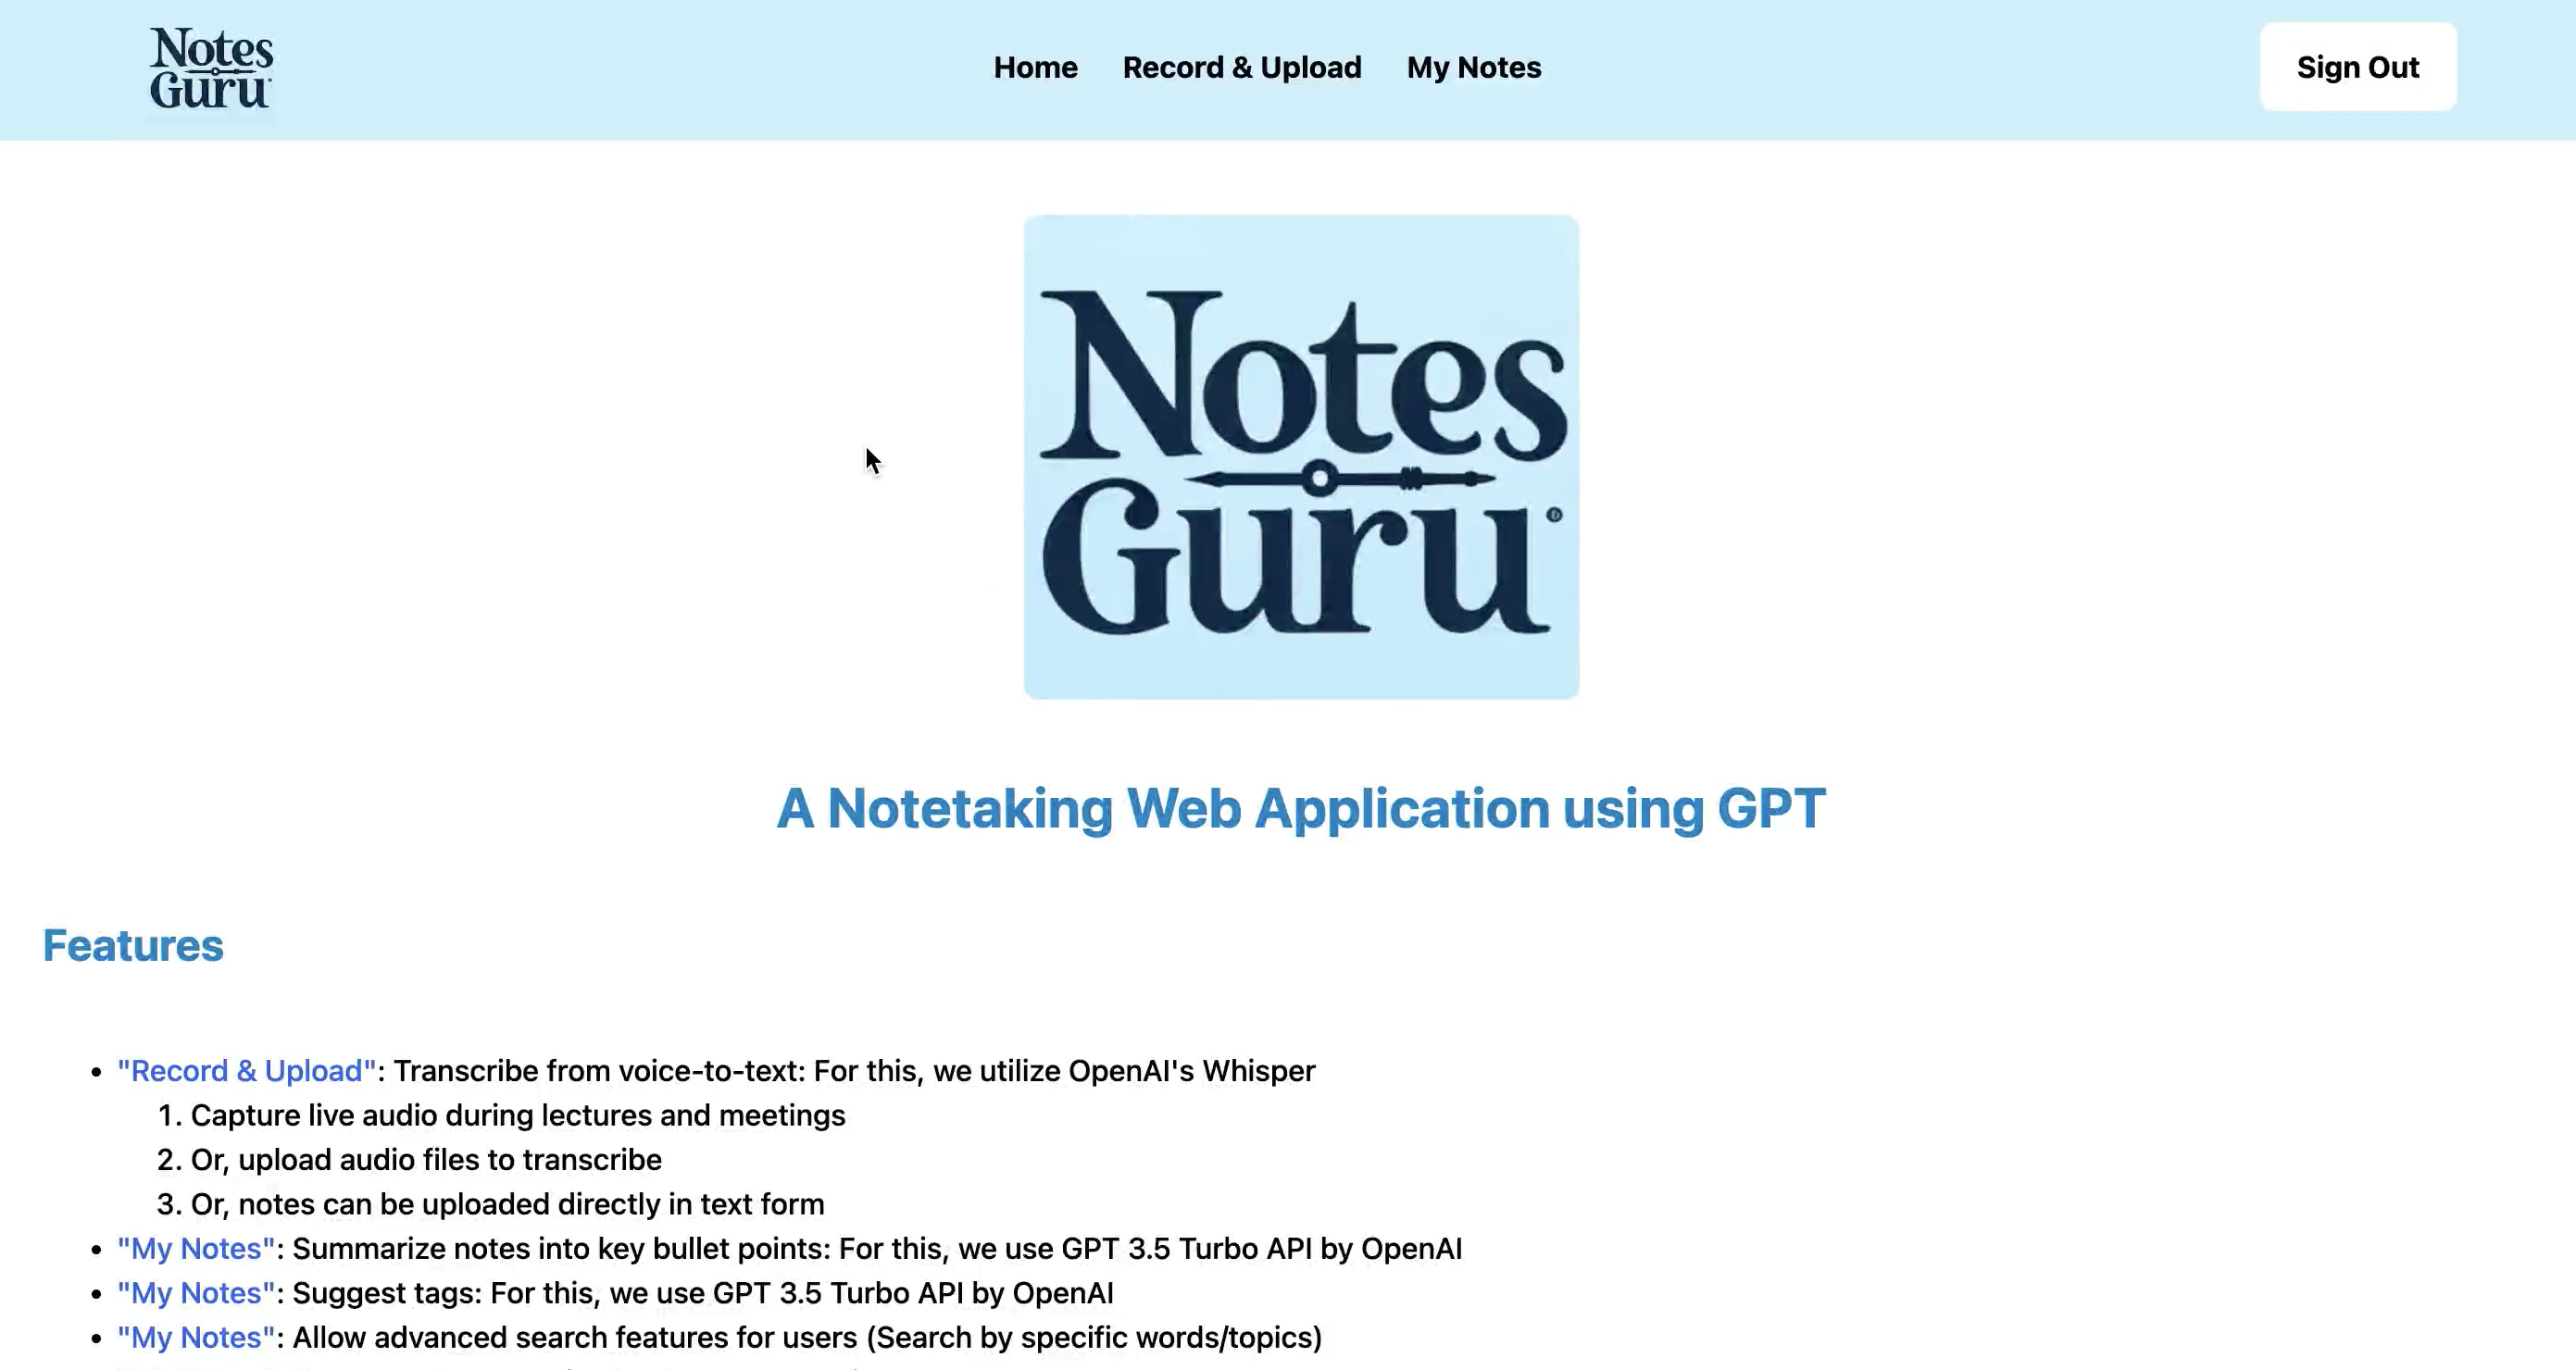 Notes
Guru
Home
Record & Upload
My Notes
Sign Out
Notes
Guru
A Notetaking Web Application using GPT
Features
• "Record & Upload": Transcribe from voice-to-text: For this, we utilize OpenAI's Whisper
1. Capture live audio during lectures and meetings
2. Or, upload audio files to transcribe
3. Or, notes can be uploaded directly in text form
• "My Notes": Summarize notes into key bullet points: For this, we use GPT 3.5 Turbo API by OpenAI
• "My Notes": Suggest tags: For this, we use GPT 3.5 Turbo API by OpenAI
• "My Notes": Allow advanced search features for users (Search by specific words/topics)